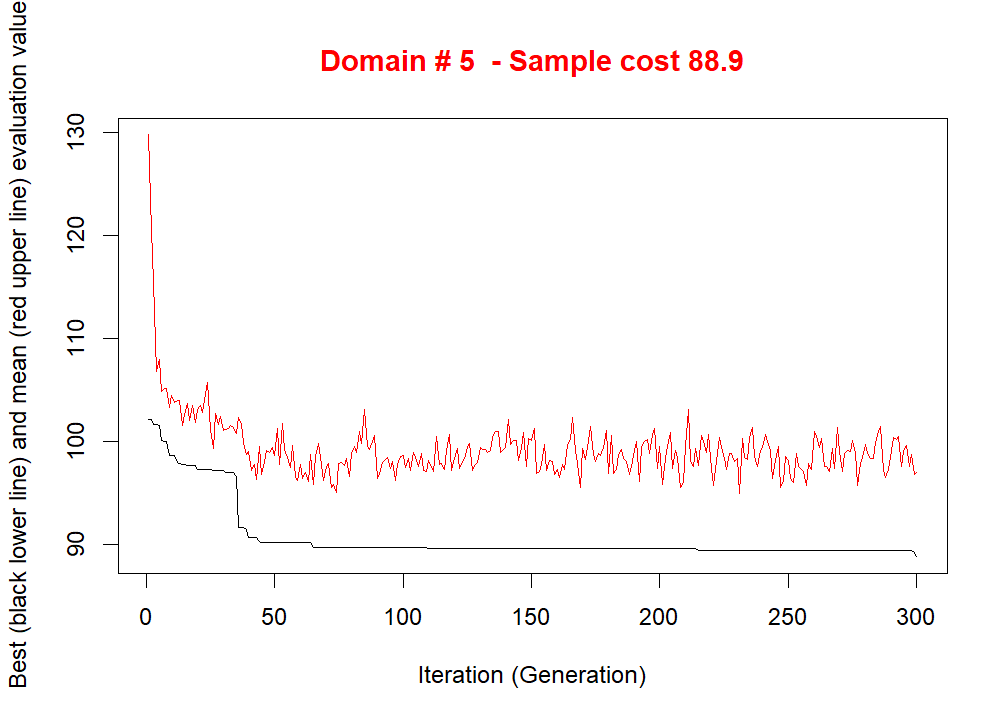 Domain # 5  - Sample cost 88.9
Best (black lower line) and mean (red upper line) evaluation value
130
120
110
100
90
0 50 100 150 200 250 300
Iteration (Generation)